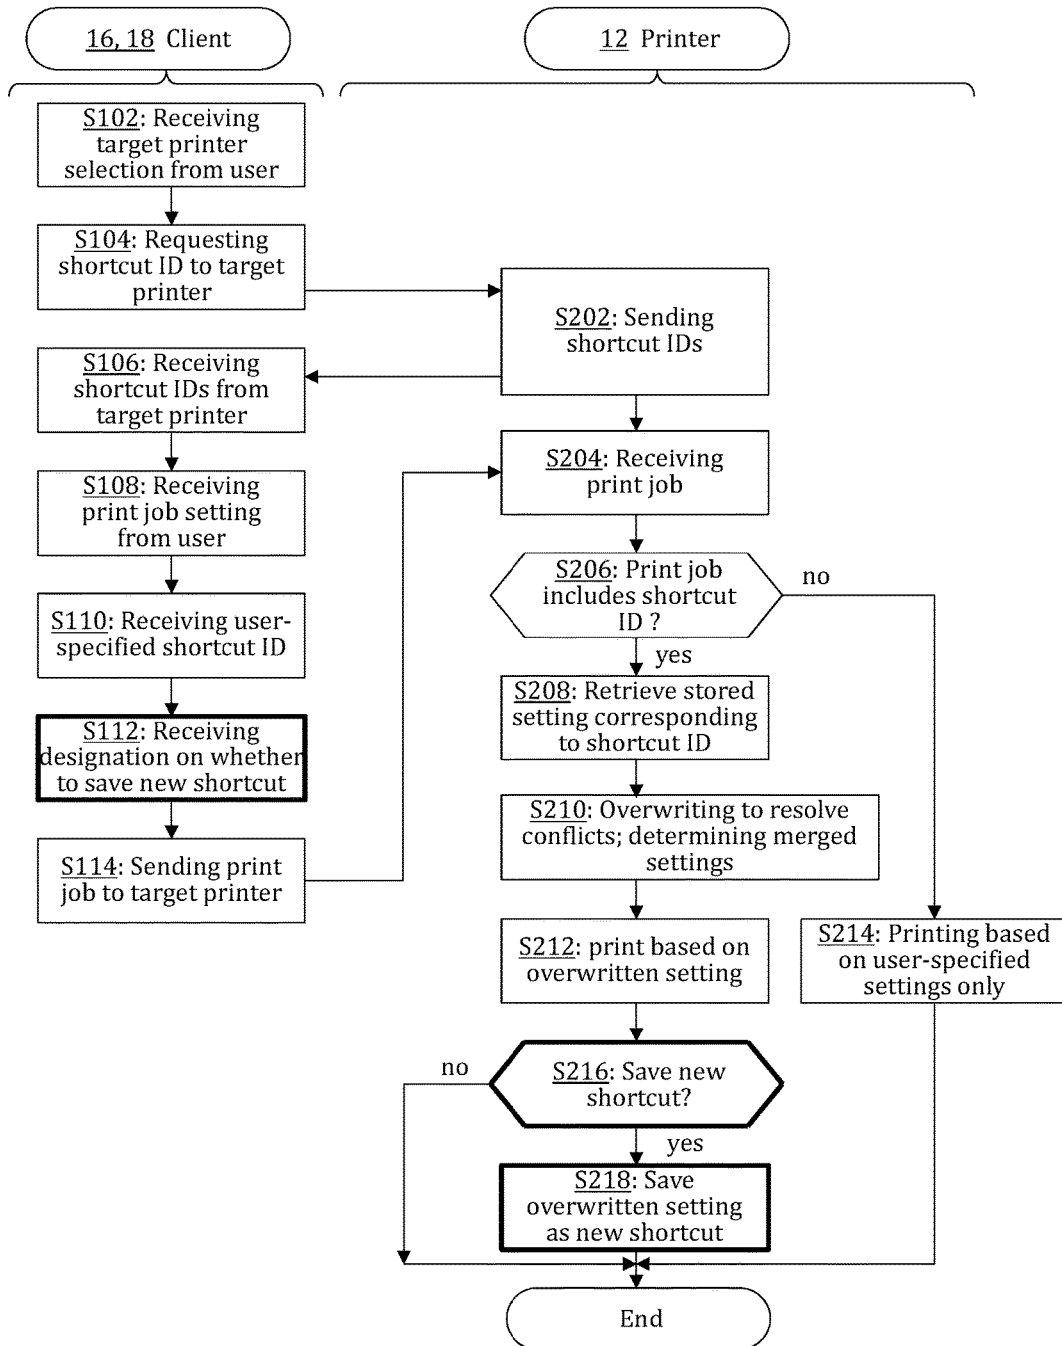 16, 18 Client
12 Printer
S102: Receiving
target printer
selection from user
S104: Requesting
shortcut ID to target
printer
S202: Sending
shortcut IDs
S106: Receiving
shortcut IDs from
target printer
S204: Receiving
print job
S108: Receiving
print job setting
from user
S206: Print job
includes shortcut
ID ?
no
yes
S110: Receiving user-
specified shortcut ID
S208: Retrieve stored
setting corresponding
to shortcut ID
S112: Receiving
designation on whether
to save new shortcut
S210: Overwriting to resolve
conflicts; determining merged
settings
S114: Sending print
job to target printer
S212: print based on
overwritten setting
S214: Printing based
on user-specified
settings only
S216: Save new
shortcut?
no
yes
S218: Save
overwritten setting
as new shortcut
End